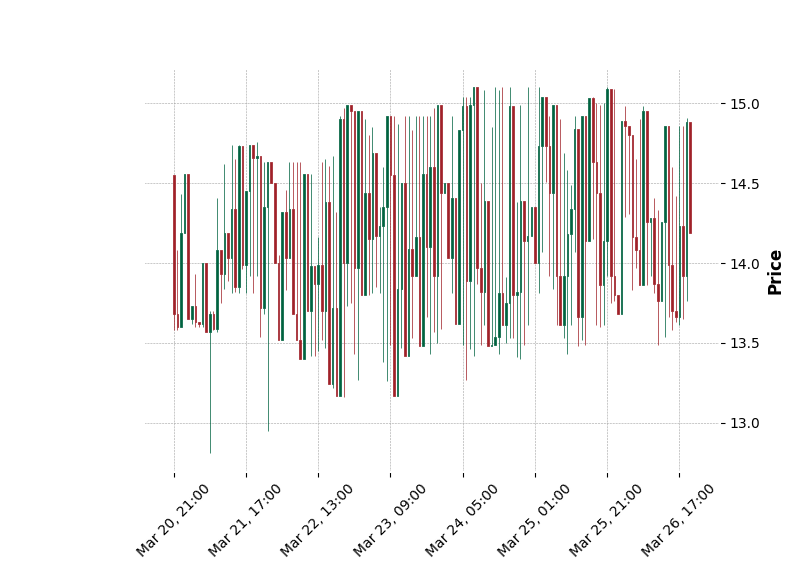 15.0
14.5
14.0
13.5
13.0
Price
Mar 20, 21:00
Mar 21, 17:00
Mar 22, 13:00
Mar 23, 09:00
Mar 24, 05:00
Mar 25, 01:00
Mar 25, 21:00
Mar 26, 17:00